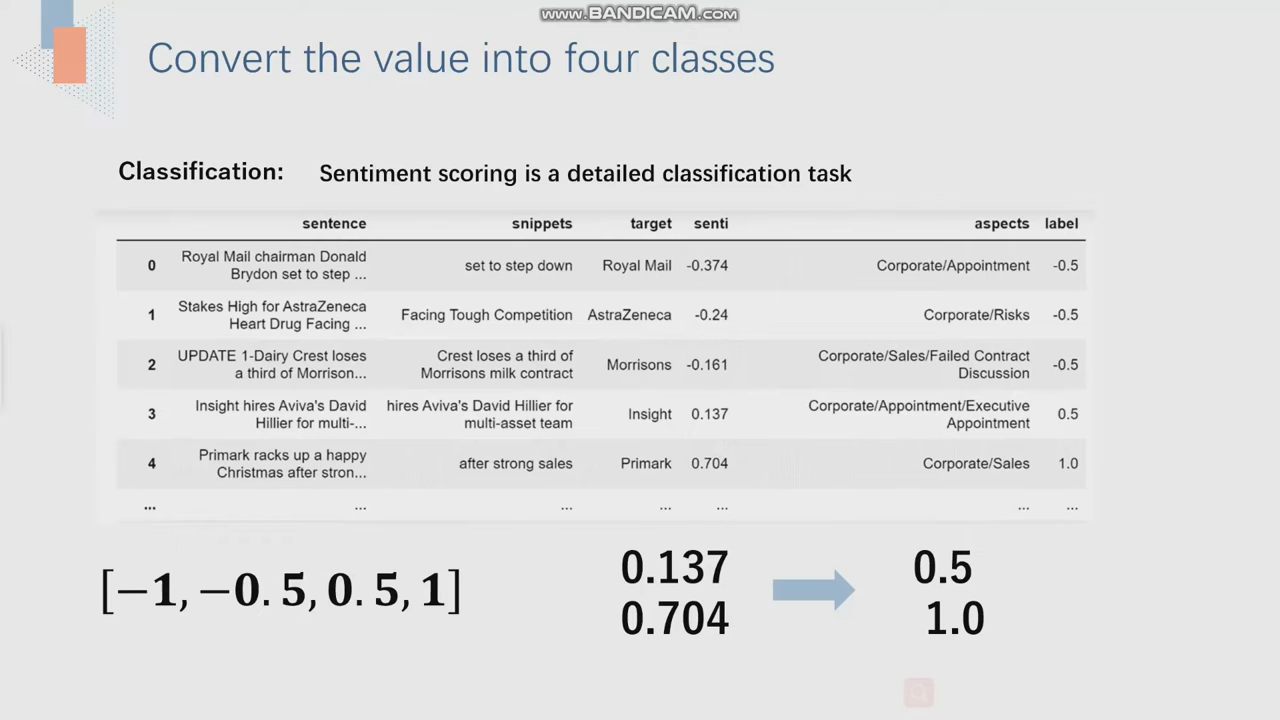 www.BANDICAM.com
Convert the value into four classes
Classification: Sentiment scoring is a detailed classification task
sentence snippets target senti aspects label
0 Royal Mail chairman Donald Brydon set to step ... set to step down Royal Mail -0.374 Corporate/Appointment -0.5
1 Stakes High for AstraZeneca Heart Drug Facing ... Facing Tough Competition AstraZeneca -0.24 Corporate/Risks -0.5
2 UPDATE 1-Dairy Crest loses a third of Morrison... Crest loses a third of Morrisons milk contract Morrisons -0.161 Corporate/Sales/Failed Contract Discussion -0.5
3 Insight hires Aviva's David Hillier for multi-... hires Aviva's David Hillier for multi-asset team Insight 0.137 Corporate/Appointment/Executive Appointment 0.5
4 Primark racks up a happy Christmas after stron... after strong sales Primark 0.704 Corporate/Sales 1.0
... ... ... ... ... ... ...
[−1, −0.5, 0.5, 1]
0.137 0.5
0.704 1.0